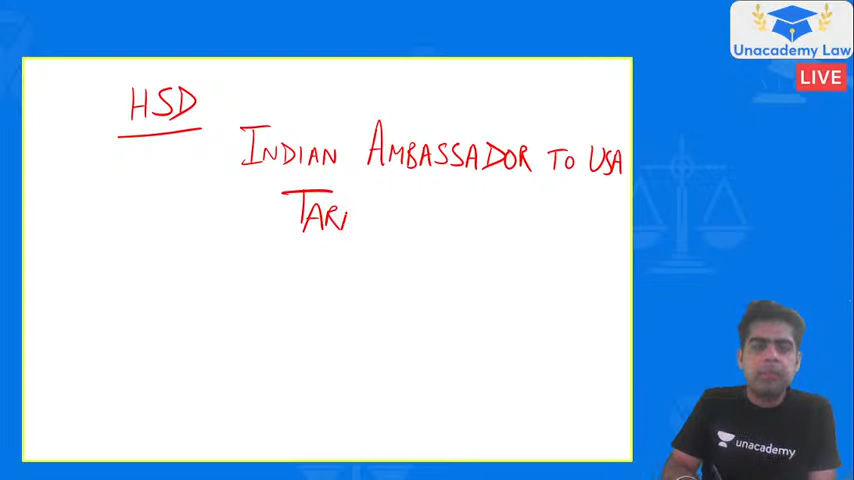 Unacademy Law
LIVE
HSD
INDIAN AMBASSADOR TO USA
TARI
unacademy